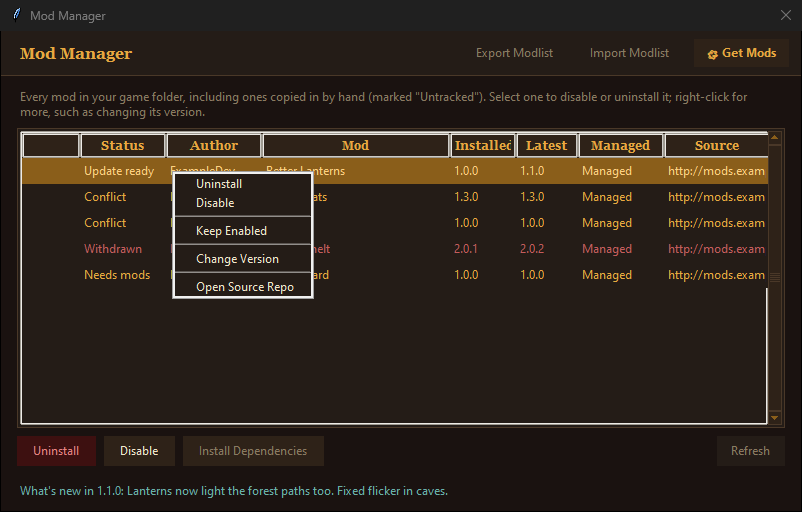 Mod Manager
Mod Manager
Export Modlist Import Modlist Get Mods
Every mod in your game folder, including ones copied in by hand (marked "Untracked"). Select one to disable or uninstall it; right-click for
more, such as changing its version.
Status Author Mod Installed Latest Managed Source
Update ready ExampleDev Better Lanterns 1.0.0 1.1.0 Managed http://mods.exam
Conflict 1.3.0 1.3.0 Managed http://mods.exam
Conflict 1.0.0 1.0.0 Managed http://mods.exam
Withdrawn 2.0.1 2.0.2 Managed http://mods.exam
Needs mods 1.0.0 1.0.0 Managed http://mods.exam
Uninstall
Disable
Keep Enabled
Change Version
Open Source Repo
Uninstall Disable Install Dependencies Refresh
What's new in 1.1.0: Lanterns now light the forest paths too. Fixed flicker in caves.